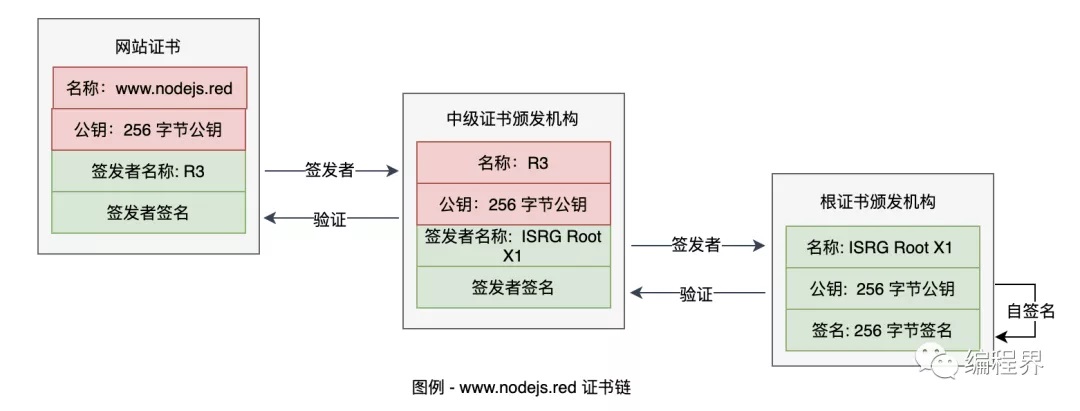 网站证书
名称：www.nodejs.red
公钥：256 字节公钥
签发者名称: R3
签发者签名
签发者
验证
中级证书颁发机构
名称：R3
公钥：256 字节公钥
签发者名称：ISRG Root
X1
签发者签名
签发者
验证
根证书颁发机构
名称: ISRG Root X1
公钥：256 字节公钥
签名: 256 字节签名
自签名
编程界
图例 - www.nodejs.red 证书链